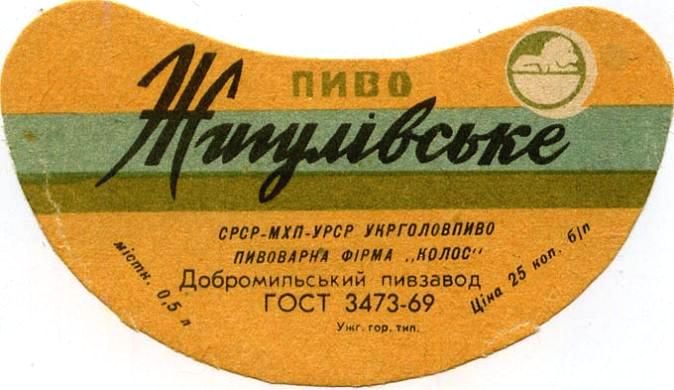 ПИВО
Жигулівське
СРСР-МХП-УРСР УКРГОЛОВПИВО
ПИВОВАРНА ФІРМА „КОЛОС"
Добромильський пивзавод
ГОСТ 3473-69
Ужг. гор. тип.
містк. 0,5 л
Ціна 25 коп. б/п